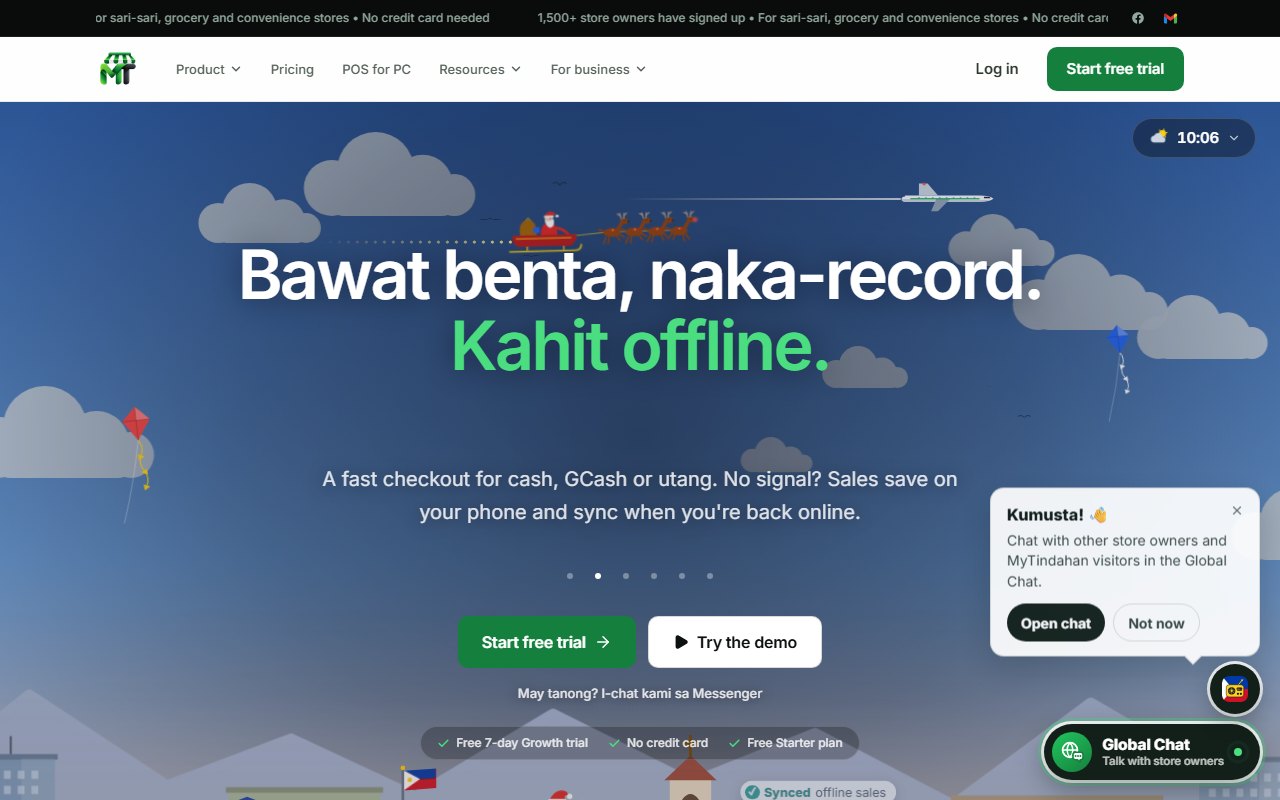 or sari-sari, grocery and convenience stores • No credit card needed
1,500+ store owners have signed up • For sari-sari, grocery and convenience stores • No credit card
MT
Product
Pricing
POS for PC
Resources
For business
Log in
Start free trial
10:06
Bawat benta, naka-record.
Kahit offline.
A fast checkout for cash, GCash or utang. No signal? Sales save on
your phone and sync when you're back online.
Kumusta! 👋
Chat with other store owners and
MyTindahan visitors in the Global
Chat.
Open chat
Not now
Start free trial
Try the demo
May tanong? I-chat kami sa Messenger
Free 7-day Growth trial
No credit card
Free Starter plan
Global Chat
Talk with store owners
Synced offline sales